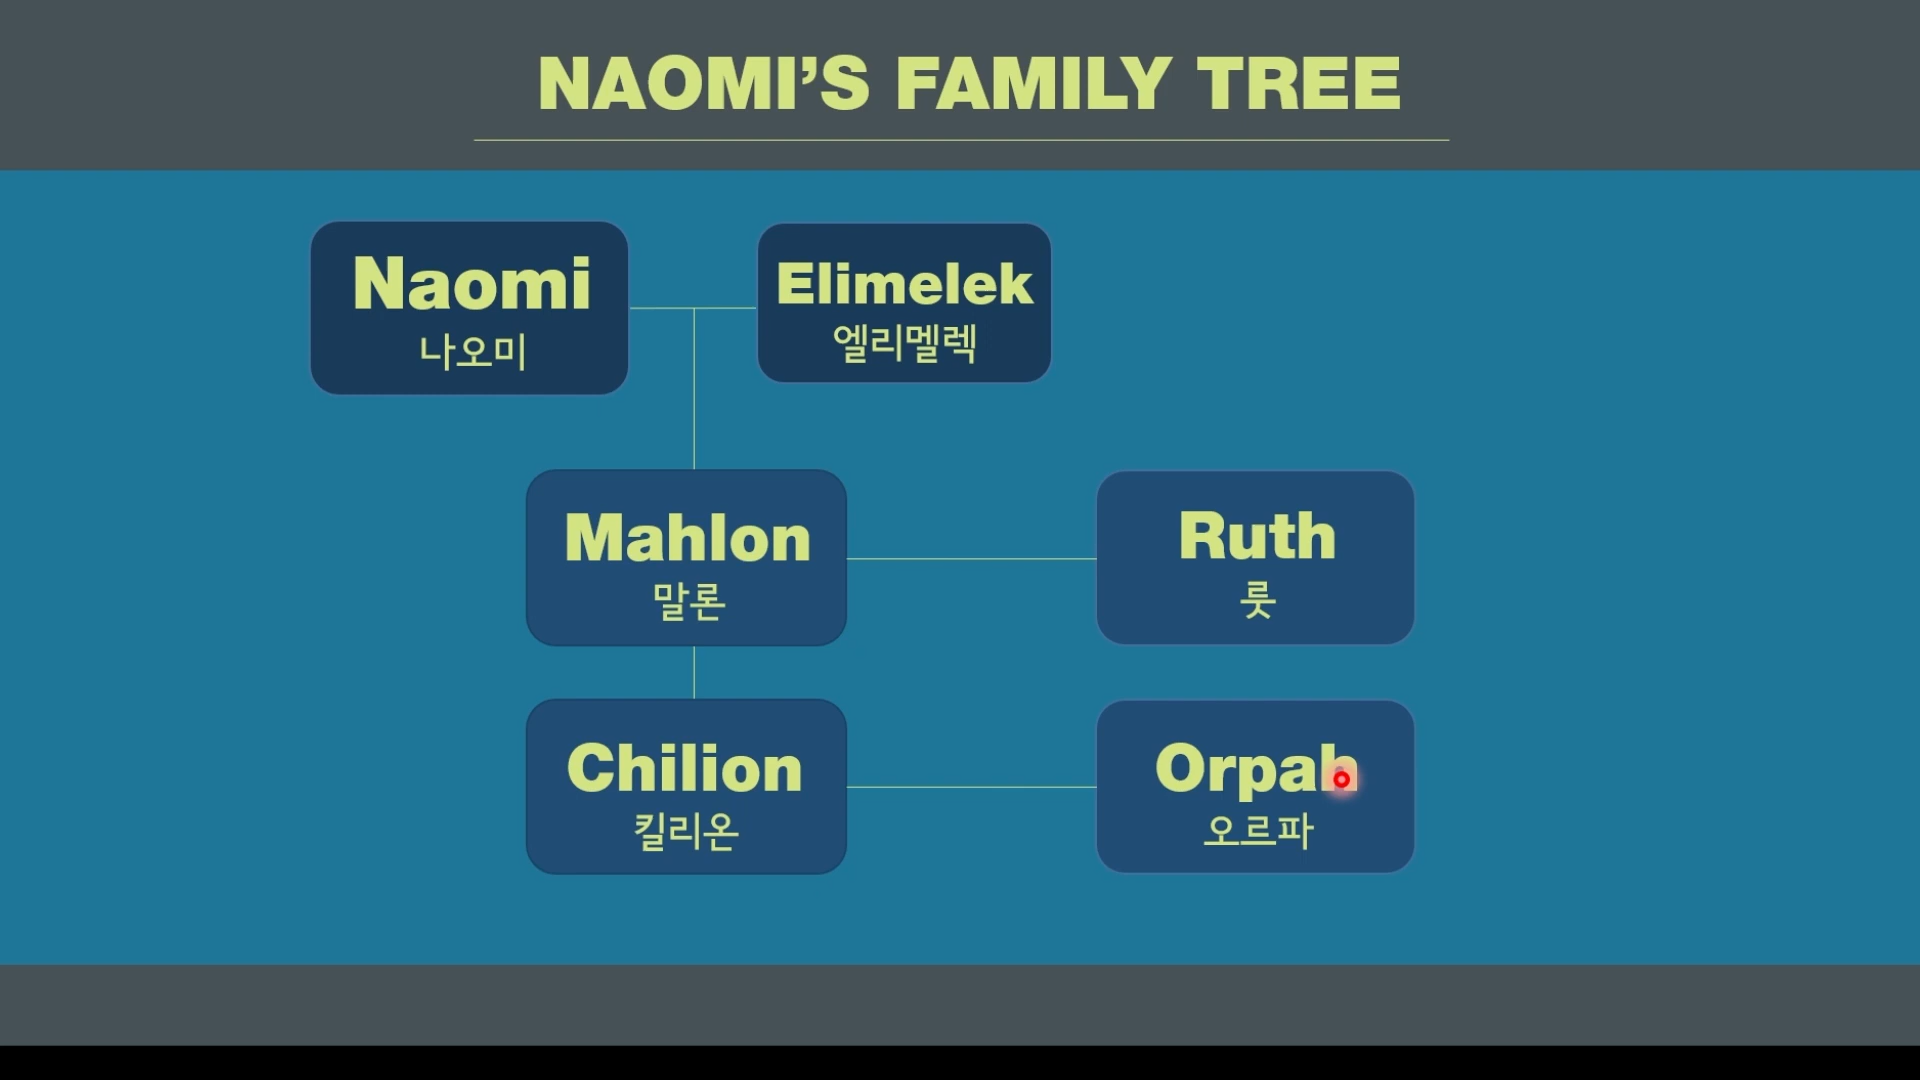 NAOMI’S FAMILY TREE
Naomi
나오미
Elimelek
엘리멜렉
Mahlon
말론
Ruth
룻
Chilion
킬리온
Orpah
오르파